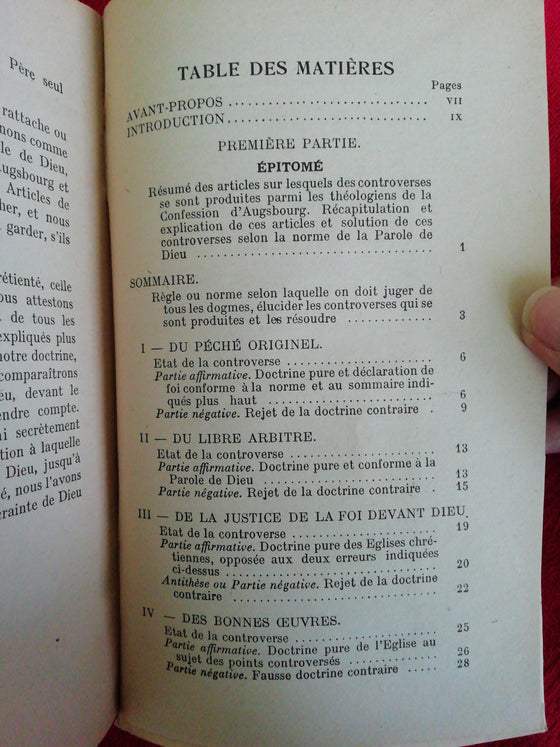 Père seul
rattache ou
nons comme
le de Dieu,
ugsbourg et
Articles de
her, et nous
garder, s'ils
rétienté, celle
ous attestons
de tous les
expliqués plus
notre doctrine,
comparaîtrons
eu, devant le
endre compte.
ni secrètement
tion à laquelle
Dieu, jusqu'à
é, nous l'avons
crainte de Dieu
TABLE DES MATIÈRES
Pages
AVANT-PROPOS .............................. VII
INTRODUCTION .............................. IX
PREMIÈRE PARTIE.
ÉPITOMÉ
Résumé des articles sur lesquels des controverses
se sont produites parmi les théologiens de la
Confession d'Augsbourg. Récapitulation et
explication de ces articles et solution de ces
controverses selon la norme de la Parole de
Dieu .................................. 1
SOMMAIRE.
Règle ou norme selon laquelle on doit juger de
tous les dogmes, élucider les controverses qui se
sont produites et les résoudre ............ 3
I — DU PÉCHÉ ORIGINEL.
Etat de la controverse ..................... 6
Partie affirmative. Doctrine pure et déclaration de
foi conforme à la norme et au sommaire indi-
qués plus haut ........................ 6
Partie négative. Rejet de la doctrine contraire . 9
II — DU LIBRE ARBITRE.
Etat de la controverse ..................... 13
Partie affirmative. Doctrine pure et conforme à la
Parole de Dieu ........................ 13
Partie négative. Rejet de la doctrine contraire . 15
III — DE LA JUSTICE DE LA FOI DEVANT DIEU.
Etat de la controverse ..................... 19
Partie affirmative. Doctrine pure des Eglises chré-
tiennes, opposée aux deux erreurs indiquées
ci-dessus ............................. 20
Antithèse ou Partie négative. Rejet de la doctrine
contraire ............................. 22
IV — DES BONNES ŒUVRES.
Etat de la controverse ..................... 25
Partie affirmative. Doctrine pure de l'Eglise au
sujet des points controversés ............. 26
Partie négative. Fausse doctrine contraire ..... 28